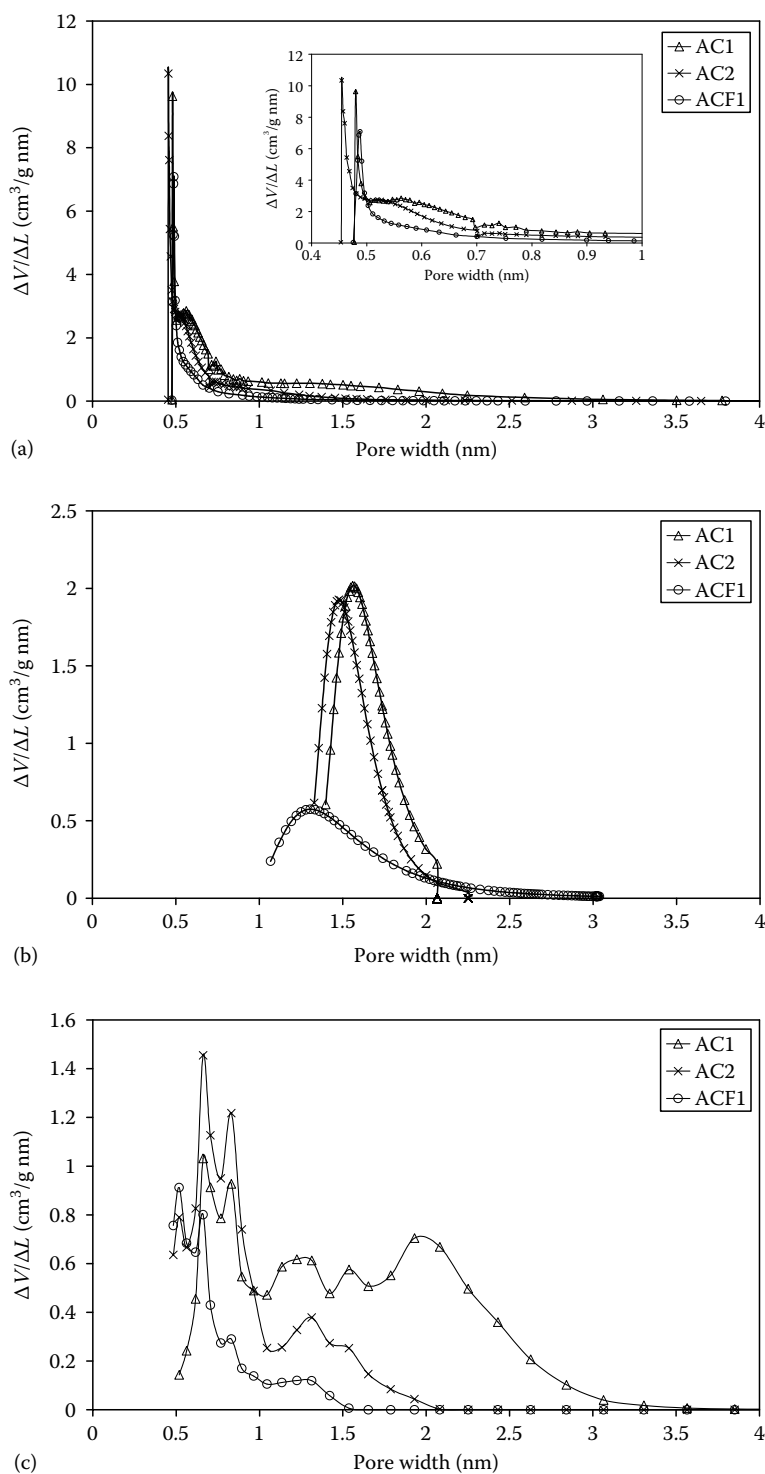 12
10
8
6
4
2
0
ΔV/ΔL (cm³/g nm)
0 0.5 1 1.5 2 2.5 3 3.5 4
Pore width (nm)
AC1
AC2
ACF1
12
10
8
6
4
2
0
ΔV/ΔL (cm³/g nm)
0.4 0.5 0.6 0.7 0.8 0.9 1
Pore width (nm)
(a)
2.5
2
1.5
1
0.5
0
ΔV/ΔL (cm³/g nm)
0 0.5 1 1.5 2 2.5 3 3.5 4
Pore width (nm)
AC1
AC2
ACF1
(b)
1.6
1.4
1.2
1
0.8
0.6
0.4
0.2
0
ΔV/ΔL (cm³/g nm)
0 0.5 1 1.5 2 2.5 3 3.5 4
Pore width (nm)
AC1
AC2
ACF1
(c)